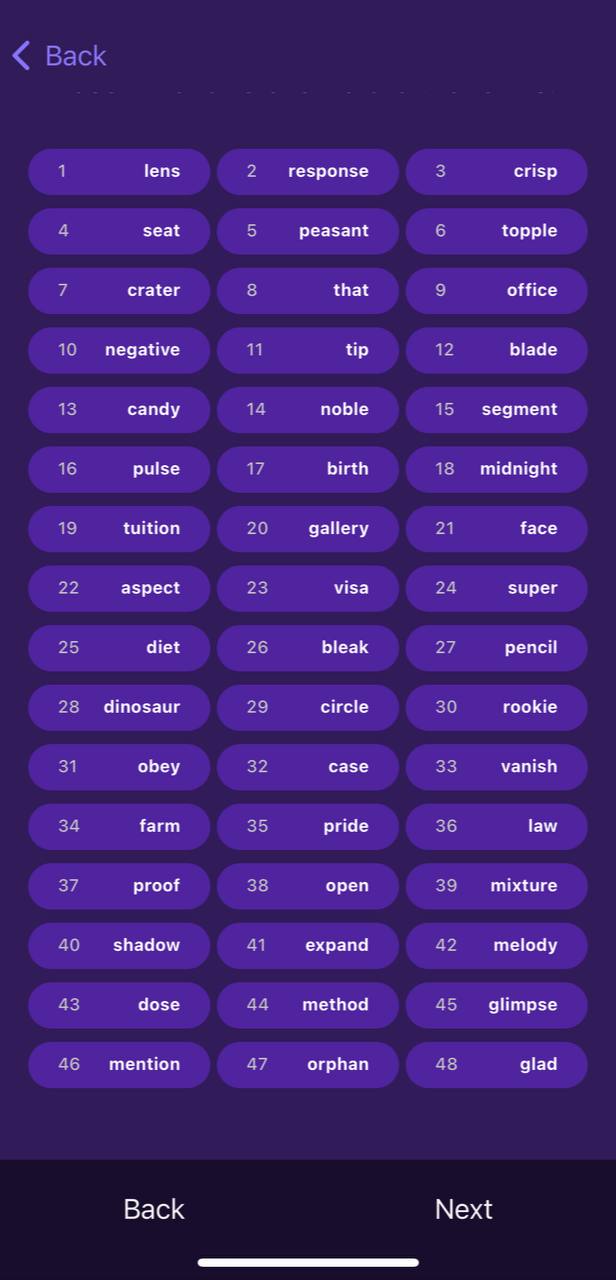 Back
1 lens 2 response 3 crisp
4 seat 5 peasant 6 topple
7 crater 8 that 9 office
10 negative 11 tip 12 blade
13 candy 14 noble 15 segment
16 pulse 17 birth 18 midnight
19 tuition 20 gallery 21 face
22 aspect 23 visa 24 super
25 diet 26 bleak 27 pencil
28 dinosaur 29 circle 30 rookie
31 obey 32 case 33 vanish
34 farm 35 pride 36 law
37 proof 38 open 39 mixture
40 shadow 41 expand 42 melody
43 dose 44 method 45 glimpse
46 mention 47 orphan 48 glad
Back Next